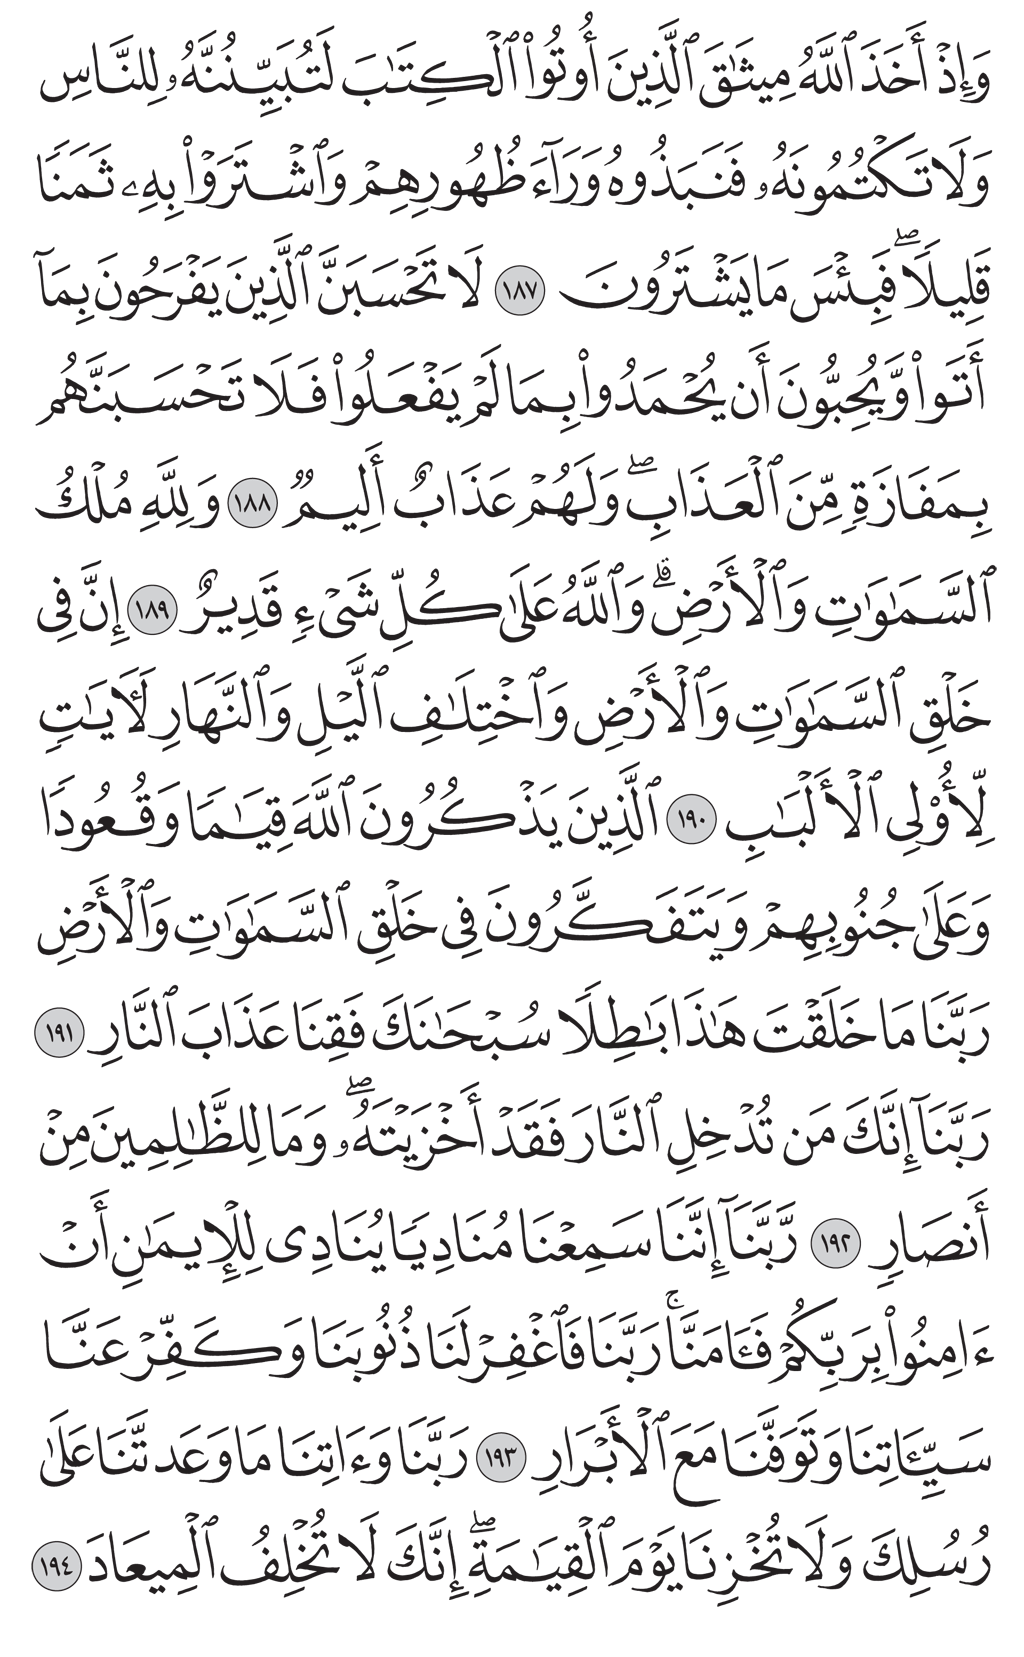 وَإِذۡ أَخَذَ ٱللَّهُ مِيثَٰقَ ٱلَّذِينَ أُوتُواْ ٱلۡكِتَٰبَ لَتُبَيِّنُنَّهُۥ لِلنَّاسِ
وَلَا تَكۡتُمُونَهُۥ فَنَبَذُوهُ وَرَآءَ ظُهُورِهِمۡ وَٱشۡتَرَوۡاْ بِهِۦ ثَمَنٗا
قَلِيلٗاۖ فَبِئۡسَ مَا يَشۡتَرُونَ ١٨٧ لَا تَحۡسَبَنَّ ٱلَّذِينَ يَفۡرَحُونَ بِمَآ
أَتَواْ وَّيُحِبُّونَ أَن يُحۡمَدُواْ بِمَا لَمۡ يَفۡعَلُواْ فَلَا تَحۡسَبَنَّهُم
بِمَفَازَةٖ مِّنَ ٱلۡعَذَابِۖ وَلَهُمۡ عَذَابٌ أَلِيمٞ ١٨٨ وَلِلَّهِ مُلۡكُ
ٱلسَّمَٰوَٰتِ وَٱلۡأَرۡضِۗ وَٱللَّهُ عَلَىٰ كُلِّ شَيۡءٖ قَدِيرٌ ١٨٩ إِنَّ فِي
خَلۡقِ ٱلسَّمَٰوَٰتِ وَٱلۡأَرۡضِ وَٱخۡتِلَٰفِ ٱلَّيۡلِ وَٱلنَّهَارِ لَأٓيَٰتٖ
لِّأُوْلِي ٱلۡأَلۡبَٰبِ ١٩٠ ٱلَّذِينَ يَذۡكُرُونَ ٱللَّهَ قِيَٰمٗا وَقُعُودٗا
وَعَلَىٰ جُنُوبِهِمۡ وَيَتَفَكَّرُونَ فِي خَلۡقِ ٱلسَّمَٰوَٰتِ وَٱلۡأَرۡضِ
رَبَّنَا مَا خَلَقۡتَ هَٰذَا بَٰطِلٗا سُبۡحَٰنَكَ فَقِنَا عَذَابَ ٱلنَّارِ ١٩١
رَبَّنَآ إِنَّكَ مَن تُدۡخِلِ ٱلنَّارَ فَقَدۡ أَخۡزَيۡتَهُۥۖ وَمَا لِلظَّٰلِمِينَ مِنۡ
أَنصَارٖ ١٩٢ رَّبَّنَآ إِنَّنَا سَمِعۡنَا مُنَادِيٗا يُنَادِي لِلۡإِيمَٰنِ أَنۡ
ءَامِنُواْ بِرَبِّكُمۡ فَـَٔامَنَّاۚ رَبَّنَا فَٱغۡفِرۡ لَنَا ذُنُوبَنَا وَكَفِّرۡ عَنَّا
سَيِّـَٔاتِنَا وَتَوَفَّنَا مَعَ ٱلۡأَبۡرَارِ ١٩٣ رَبَّنَا وَءَاتِنَا مَا وَعَدتَّنَا عَلَىٰ
رُسُلِكَ وَلَا تُخۡزِنَا يَوۡمَ ٱلۡقِيَٰمَةِۖ إِنَّكَ لَا تُخۡلِفُ ٱلۡمِيعَادَ ١٩٤